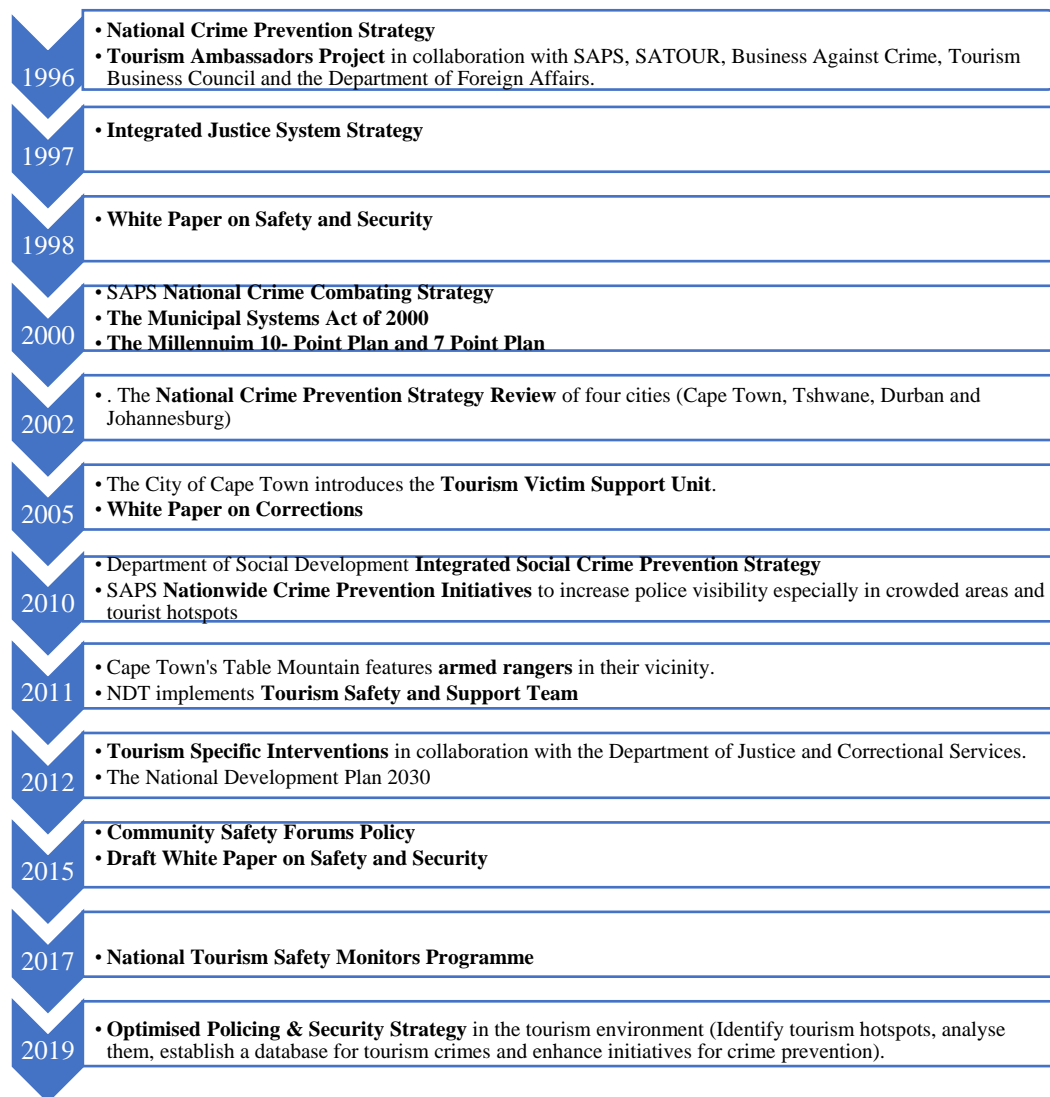 1996
• National Crime Prevention Strategy
• Tourism Ambassadors Project in collaboration with SAPS, SATOUR, Business Against Crime, Tourism
Business Council and the Department of Foreign Affairs.
1997
• Integrated Justice System Strategy
1998
• White Paper on Safety and Security
2000
• SAPS National Crime Combating Strategy
• The Municipal Systems Act of 2000
• The Millennuim 10- Point Plan and 7 Point Plan
2002
• . The National Crime Prevention Strategy Review of four cities (Cape Town, Tshwane, Durban and
Johannesburg)
2005
• The City of Cape Town introduces the Tourism Victim Support Unit.
• White Paper on Corrections
2010
• Department of Social Development Integrated Social Crime Prevention Strategy
• SAPS Nationwide Crime Prevention Initiatives to increase police visibility especially in crowded areas and
tourist hotspots
2011
• Cape Town's Table Mountain features armed rangers in their vicinity.
• NDT implements Tourism Safety and Support Team
2012
• Tourism Specific Interventions in collaboration with the Department of Justice and Correctional Services.
• The National Development Plan 2030
2015
• Community Safety Forums Policy
• Draft White Paper on Safety and Security
2017
• National Tourism Safety Monitors Programme
2019
• Optimised Policing & Security Strategy in the tourism environment (Identify tourism hotspots, analyse
them, establish a database for tourism crimes and enhance initiatives for crime prevention).